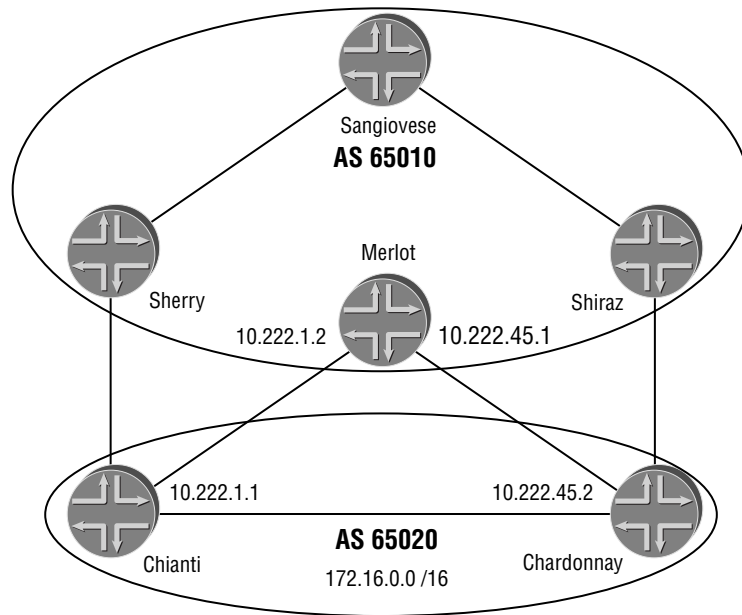 Sangiovese
AS 65010
Merlot
Sherry
Shiraz
10.222.1.2
10.222.45.1
10.222.1.1
10.222.45.2
AS 65020
Chianti
Chardonnay
172.16.0.0 /16